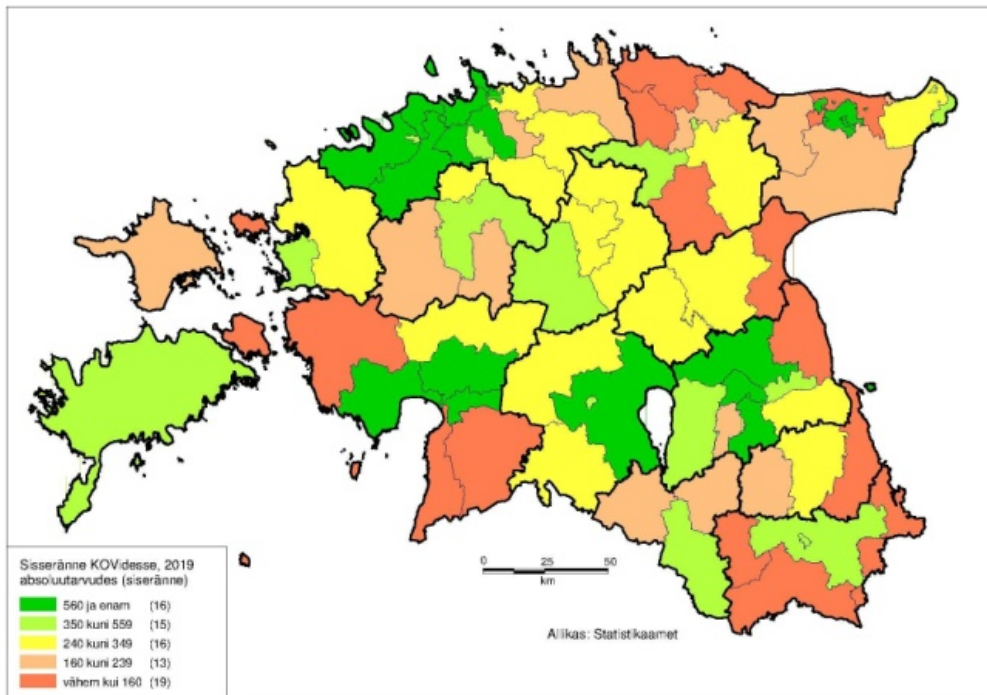 Sisseränne KOVidesse, 2019
absoluutarvudes (siseränne)
560 ja enam (16)
350 kuni 559 (15)
240 kuni 349 (16)
160 kuni 239 (13)
vähem kui 160 (19)
0 25 50
km
Allikas: Statistikaamet